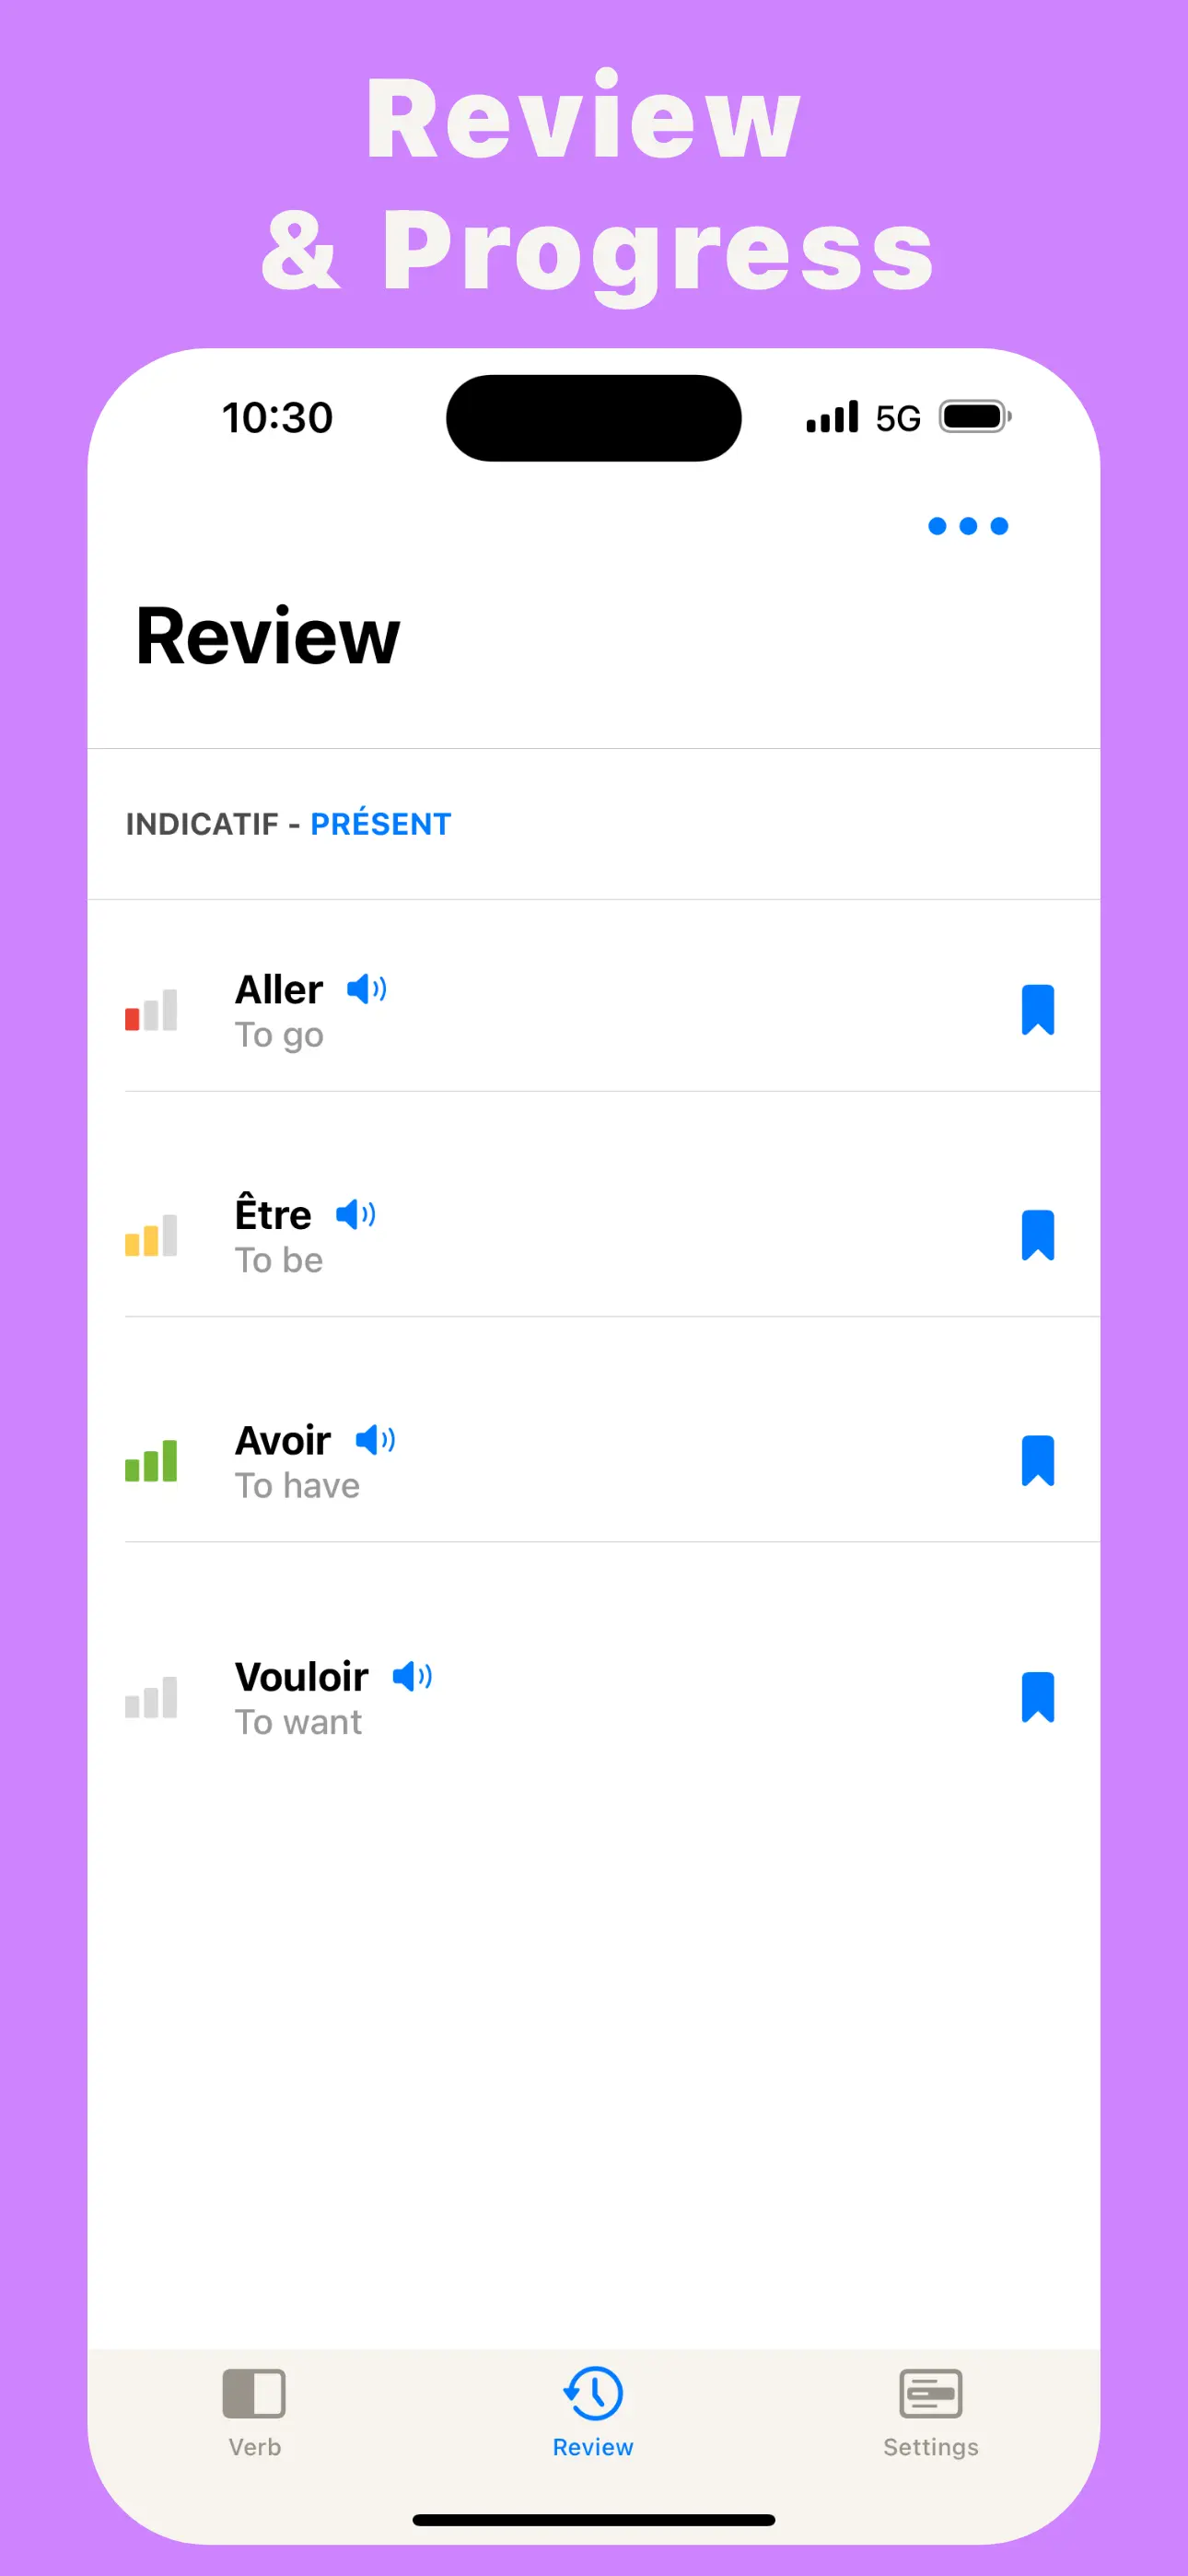 Review
& Progress
10:30 5G
Review
INDICATIF - PRÉSENT
Aller
To go
Être
To be
Avoir
To have
Vouloir
To want
Verb Review Settings